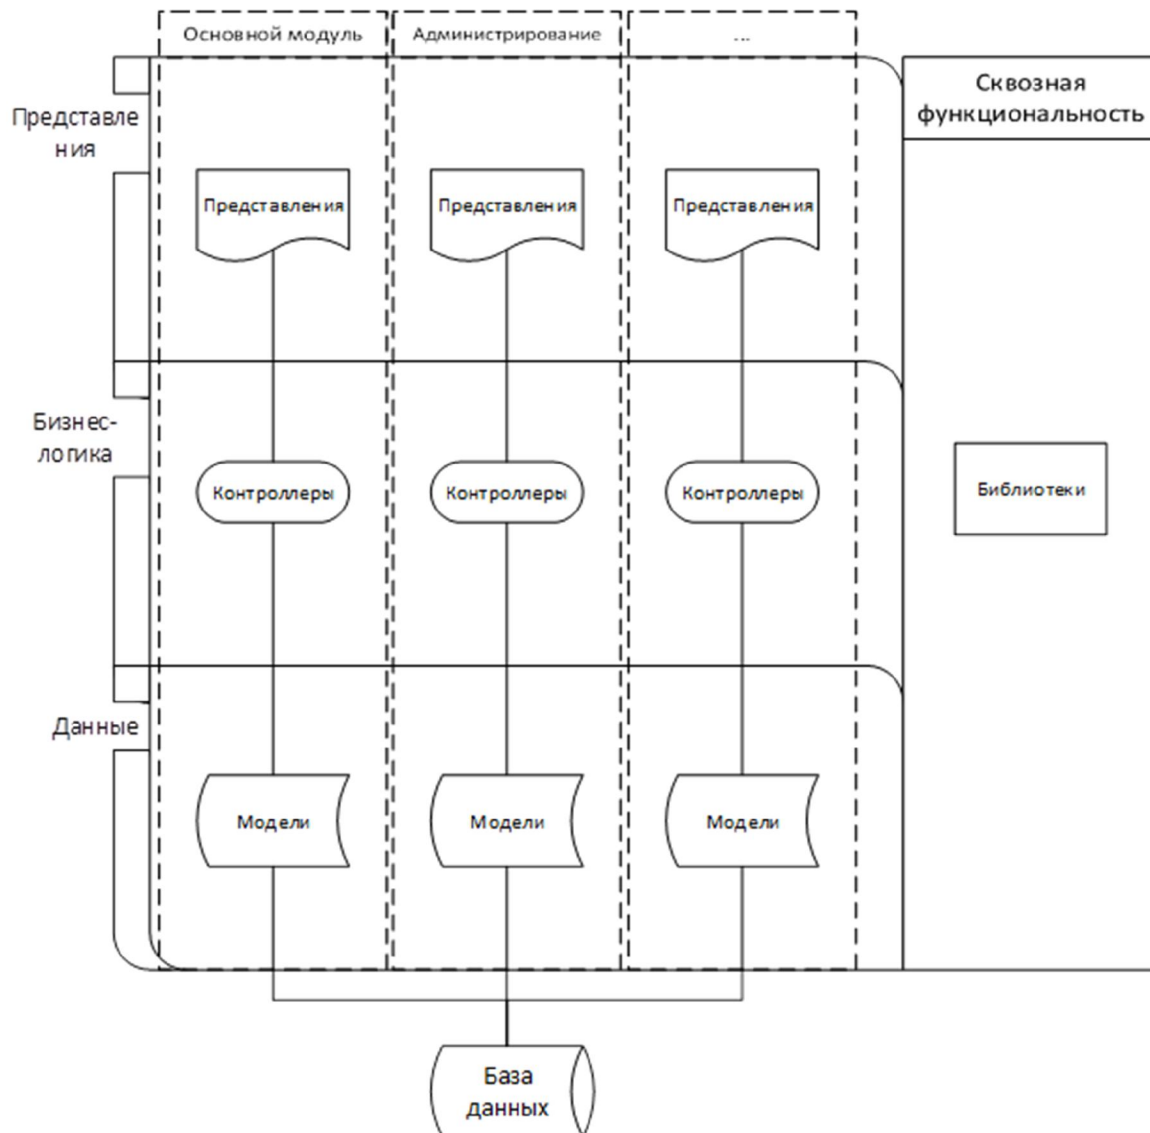 Основной модуль
Администрирование
...
Сквозная
функциональность
Представле
ния
Представления
Представления
Представления
Бизнес-
логика
Контроллеры
Контроллеры
Контроллеры
Библиотеки
Данные
Модели
Модели
Модели
База
данных